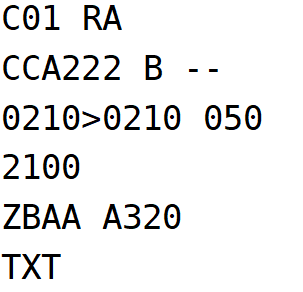 C01 RA
CCA222 B --
0210>0210 050
2100
ZBAA A320
TXT